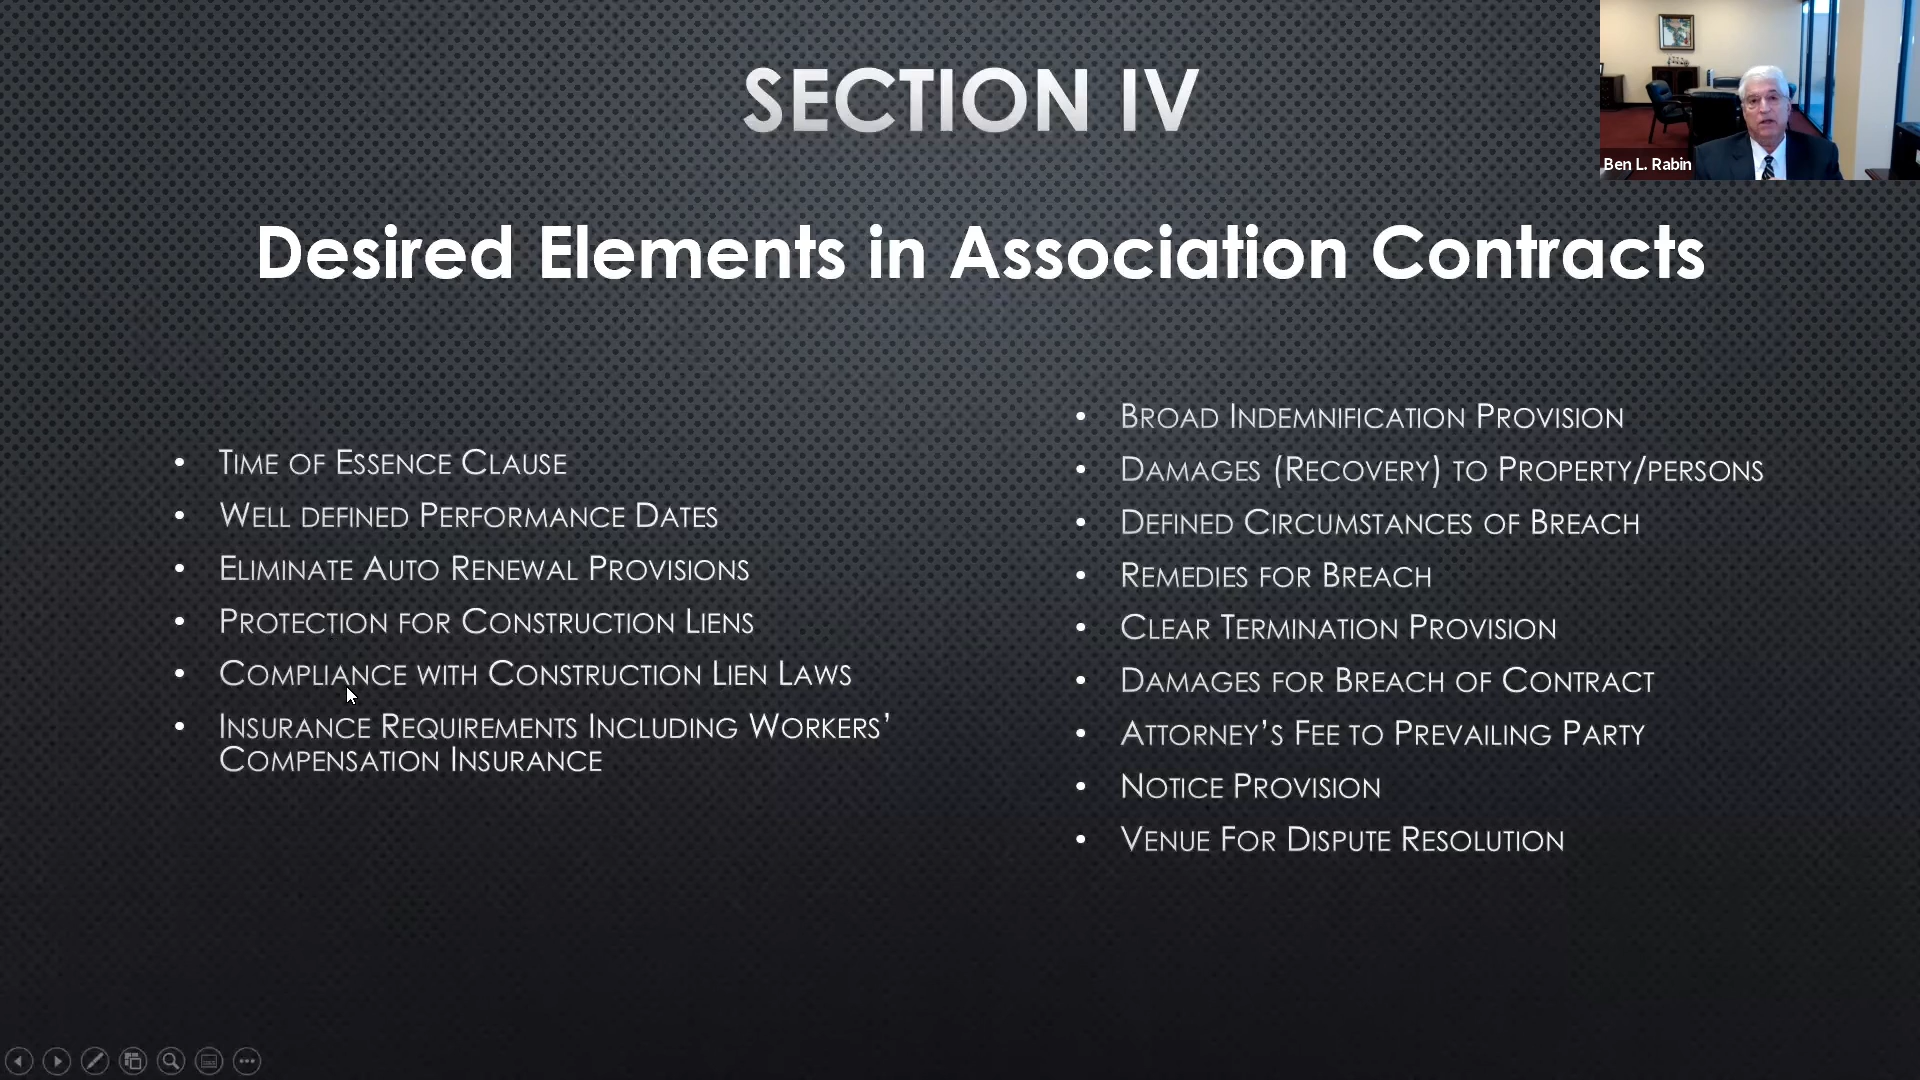 SECTION IV
Ben L. Rabin
Desired Elements in Association Contracts
• TIME OF ESSENCE CLAUSE
• WELL DEFINED PERFORMANCE DATES
• ELIMINATE AUTO RENEWAL PROVISIONS
• PROTECTION FOR CONSTRUCTION LIENS
• COMPLIANCE WITH CONSTRUCTION LIEN LAWS
• INSURANCE REQUIREMENTS INCLUDING WORKERS’
COMPENSATION INSURANCE
• BROAD INDEMNIFICATION PROVISION
• DAMAGES (RECOVERY) TO PROPERTY/PERSONS
• DEFINED CIRCUMSTANCES OF BREACH
• REMEDIES FOR BREACH
• CLEAR TERMINATION PROVISION
• DAMAGES FOR BREACH OF CONTRACT
• ATTORNEY’S FEE TO PREVAILING PARTY
• NOTICE PROVISION
• VENUE FOR DISPUTE RESOLUTION